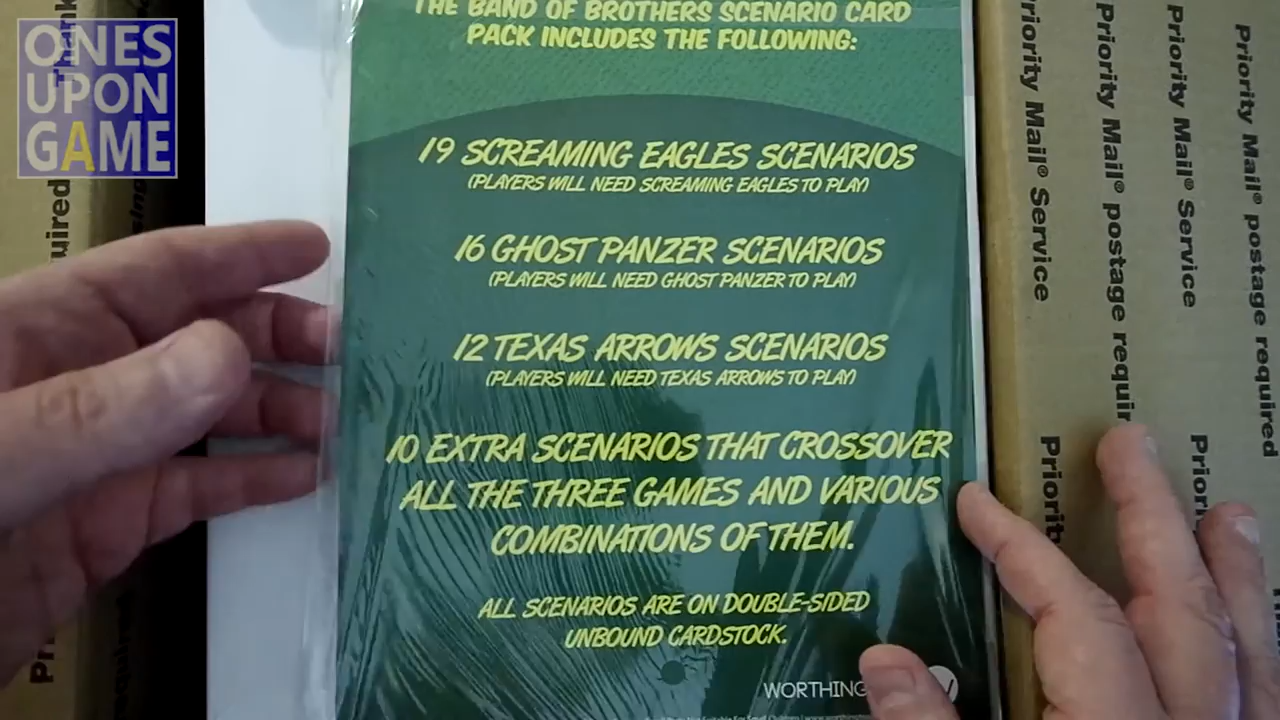 ONES
UPON
GAME
THE BAND OF BROTHERS SCENARIO CARD
PACK INCLUDES THE FOLLOWING:
19 SCREAMING EAGLES SCENARIOS
(PLAYERS WILL NEED SCREAMING EAGLES TO PLAY)
16 GHOST PANZER SCENARIOS
(PLAYERS WILL NEED GHOST PANZER TO PLAY)
12 TEXAS ARROWS SCENARIOS
(PLAYERS WILL NEED TEXAS ARROWS TO PLAY)
10 EXTRA SCENARIOS THAT CROSSOVER
ALL THE THREE GAMES AND VARIOUS
COMBINATIONS OF THEM.
ALL SCENARIOS ARE ON DOUBLE-SIDED
UNBOUND CARDSTOCK.
WORTHING
Priority Mail® Service
Priority Mail® postage requir
Priority Mail® Service
Priority Mail® postage required
Priority
Priori
uired